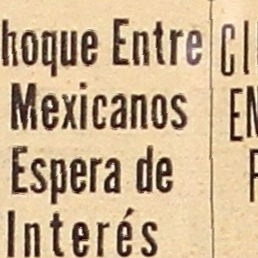 hoque Entre
Mexicanos
Espera de
Interés